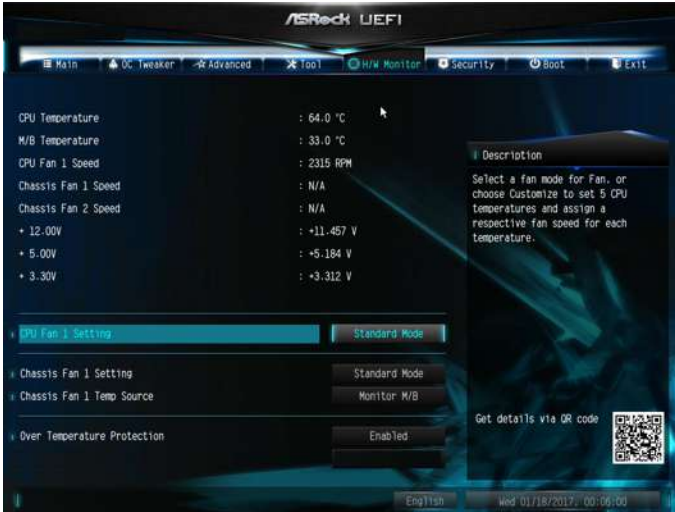 ASRock UEFI
Main OC Tweaker Advanced Tool H/W Monitor Security Boot Exit
CPU Temperature : 64.0 °C
M/B Temperature : 33.0 °C
CPU Fan 1 Speed : 2315 RPM
Chassis Fan 1 Speed : N/A
Chassis Fan 2 Speed : N/A
+ 12.00V : +11.457 V
+ 5.00V : +5.184 V
+ 3.30V : +3.312 V
CPU Fan 1 Setting Standard Mode
Chassis Fan 1 Setting Standard Mode
Chassis Fan 1 Temp Source Monitor M/B
Over Temperature Protection Enabled
Description
Select a fan mode for Fan. or
choose Customize to set 5 CPU
temperatures and assign a
respective fan speed for each
temperature.
Get details via QR code
English Wed 01/18/2017. 00:06:00